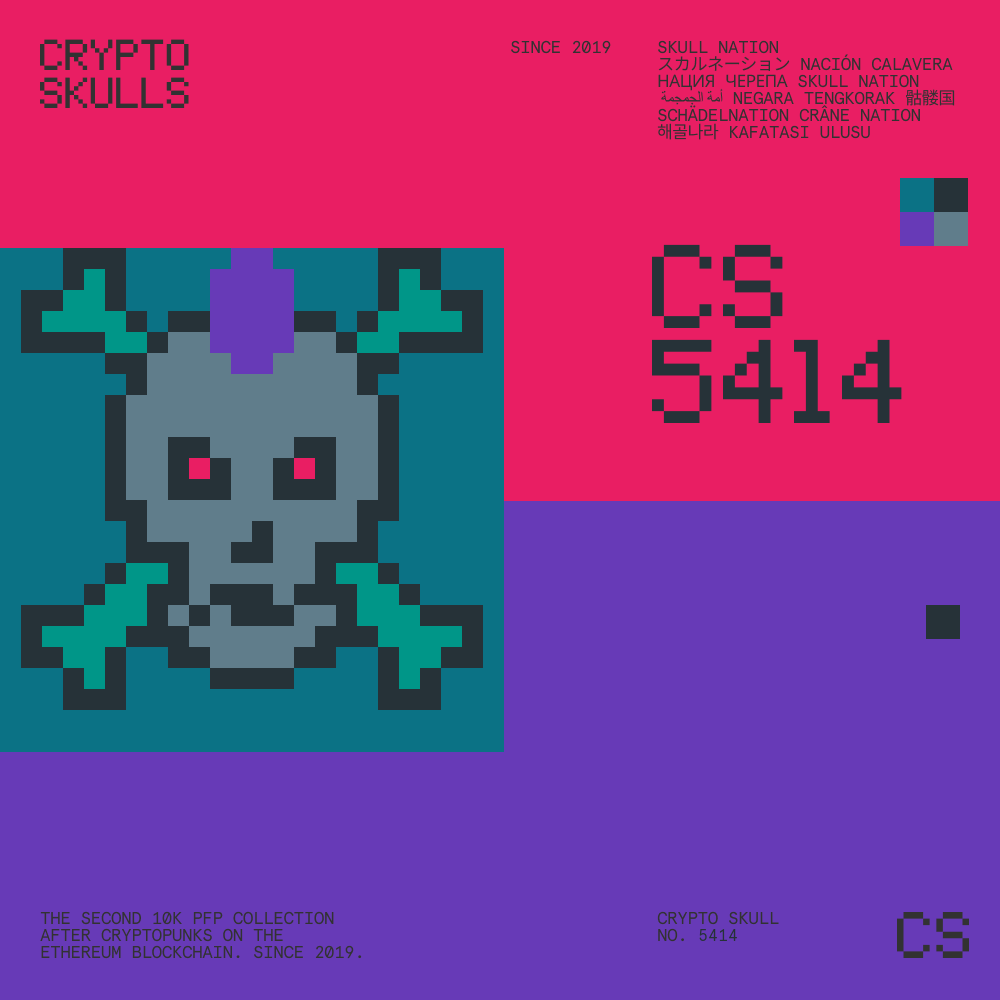 CRYPTO
SKULLS
SINCE 2019
SKULL NATION
スカルネーション NACIÓN CALAVERA
НАЦИЯ ЧЕРЕПА SKULL NATION
أمة الجمجمة NEGARA TENGKORAK 骷髅国
SCHÄDELNATION CRÂNE NATION
해골나라 KAFATASI ULUSU
CS
5414
THE SECOND 10K PFP COLLECTION
AFTER CRYPTOPUNKS ON THE
ETHEREUM BLOCKCHAIN. SINCE 2019.
CRYPTO SKULL
NO. 5414
CS